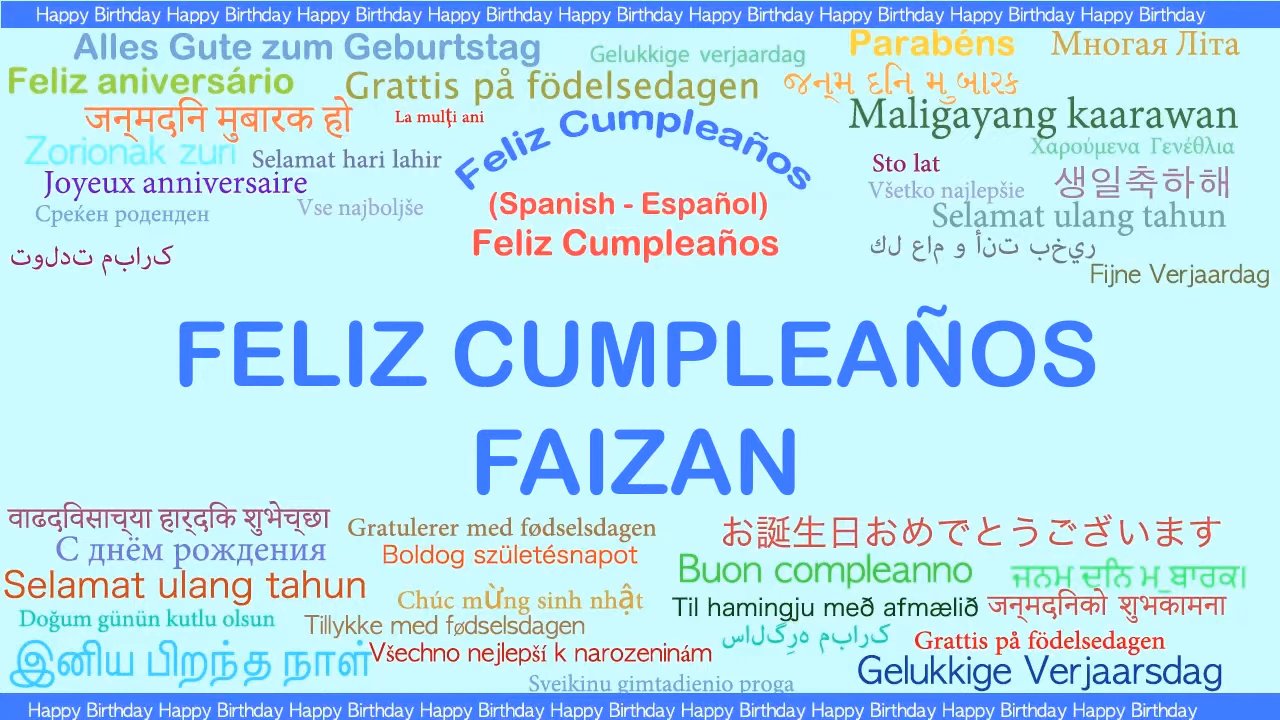 Happy Birthday Happy Birthday Happy Birthday Happy Birthday Happy Birthday Happy Birthday Happy Birthday Happy Birthday Happy Birthday
Alles Gute zum Geburtstag
Gelukkige verjaardag
Parabéns
Многая Літа
Feliz aniversário
Grattis på födelsedagen
જન્મ દિન મુબારક
जन्मदिन मुबारक हो
La mulţi ani
Feliz Cumpleaños
Maligayang kaarawan
Zorionak zuri
Selamat hari lahir
Sto lat
Χαρούμενα Γενέθλια
Joyeux anniversaire
(Spanish - Español)
Všetko najlepšie
생일축하해
Среќен роденден
Vse najboljše
Feliz Cumpleaños
Selamat ulang tahun
تولدت مبارک
كل عام و أنت بخير
Fijne Verjaardag
FELIZ CUMPLEAÑOS
FAIZAN
वाढदिवसाच्या हार्दिक शुभेच्छा
Gratulerer med fødselsdagen
お誕生日おめでとうございます
С днём рождения
Boldog születésnapot
Buon compleanno
ਜਨਮ ਦਿਨ ਮੁਬਾਰਕ।
Selamat ulang tahun
Chúc mừng sinh nhật
Til hamingju með afmælið
जन्मदिनको शुभकामना
Doğum günün kutlu olsun
Tillykke med fødselsdagen
سالگرہ مبارک
Grattis på födelsedagen
இனிய பிறந்த நாள்
Všechno nejlepší k narozeninám
Gelukkige Verjaarsdag
Sveikinu gimtadienio proga
Happy Birthday Happy Birthday Happy Birthday Happy Birthday Happy Birthday Happy Birthday Happy Birthday Happy Birthday Happy Birthday